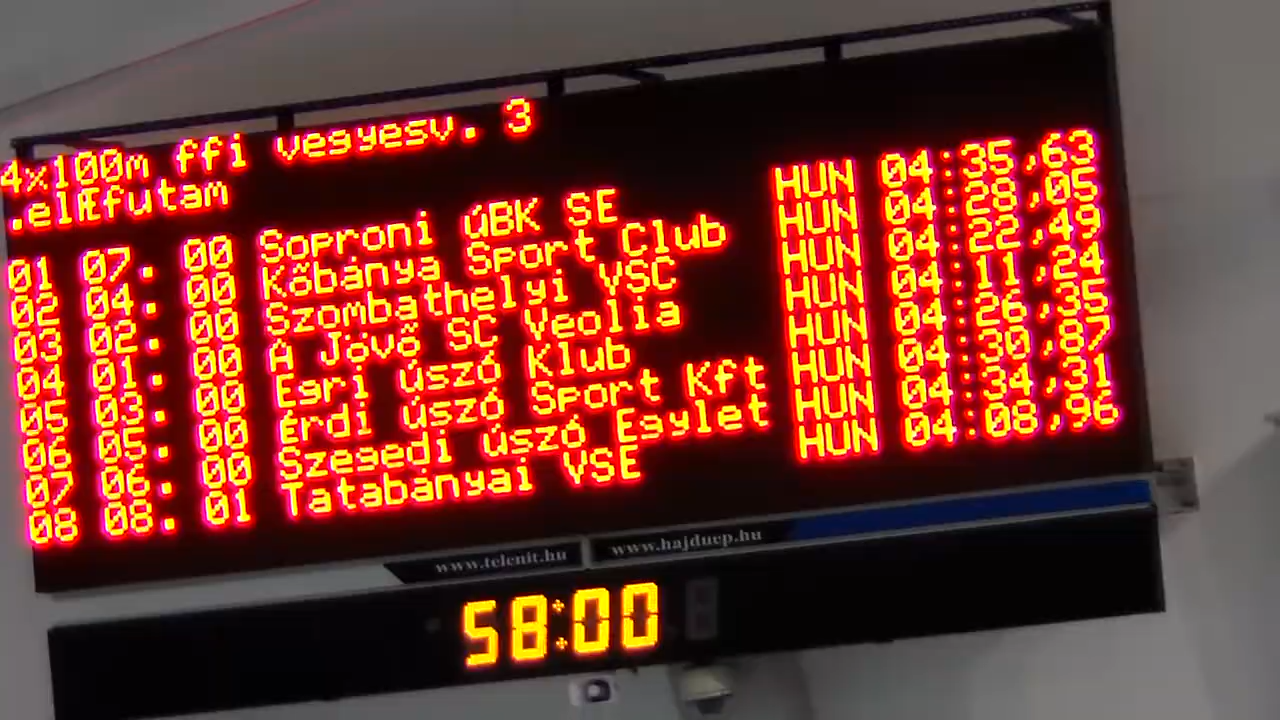 4x100m ffi vegyesv. 3
.elÆfutam
01 07. 00 Soproni úBK SE HUN 04:35,63
02 04. 00 Kőbánya Sport Club HUN 04:28,05
03 02. 00 Szombathelyi VSC HUN 04:22,49
04 01. 00 A Jövő SC Veolia HUN 04:11,24
05 03. 00 Egri úszó Klub HUN 04:26,35
06 05. 00 Érdi úszó Sport Kft HUN 04:30,87
07 06. 00 Szegedi úszó Egylet HUN 04:34,31
08 08. 01 Tatabányai VSE HUN 04:08,96
www.telenit.hu www.hajduep.hu
58:00